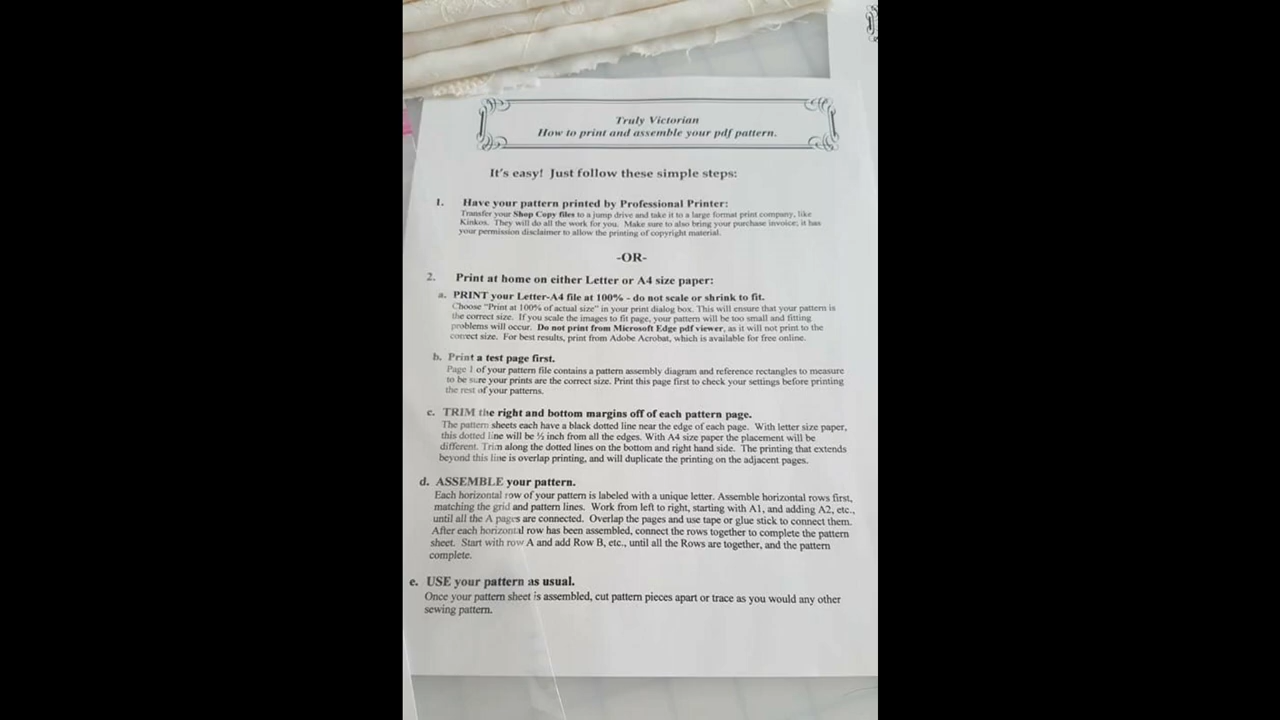 Truly Victorian
How to print and assemble your pdf pattern.
It's easy! Just follow these simple steps:
1. Have your pattern printed by Professional Printer:
Transfer your Shop Copy files to a jump drive and take it to a large format print company, like
Kinkos. They will do all the work for you. Make sure to also bring your purchase invoice, it has
your permission disclaimer to allow the printing of copyright material.
-OR-
2. Print at home on either Letter or A4 size paper:
a. PRINT your Letter-A4 file at 100% - do not scale or shrink to fit.
Choose "Print at 100% of actual size" in your print dialog box. This will ensure that your pattern is
the correct size. If you scale the images to fit page, your pattern will be too small and fitting
problems will occur. Do not print from Microsoft Edge pdf viewer, as it will not print to the
correct size. For best results, print from Adobe Acrobat, which is available for free online.
b. Print a test page first.
Page 1 of your pattern file contains a pattern assembly diagram and reference rectangles to measure
to be sure your prints are the correct size. Print this page first to check your settings before printing
the rest of your patterns.
c. TRIM the right and bottom margins off of each pattern page.
The pattern sheets each have a black dotted line near the edge of each page. With letter size paper,
this dotted line will be ½ inch from all the edges. With A4 size paper the placement will be
different. Trim along the dotted lines on the bottom and right hand side. The printing that extends
beyond this line is overlap printing, and will duplicate the printing on the adjacent pages.
d. ASSEMBLE your pattern.
Each horizontal row of your pattern is labeled with a unique letter. Assemble horizontal rows first,
matching the grid and pattern lines. Work from left to right, starting with A1, and adding A2, etc.,
until all the A pages are connected. Overlap the pages and use tape or glue stick to connect them.
After each horizontal row has been assembled, connect the rows together to complete the pattern
sheet. Start with row A and add Row B, etc., until all the Rows are together, and the pattern
complete.
e. USE your pattern as usual.
Once your pattern sheet is assembled, cut pattern pieces apart or trace as you would any other
sewing pattern.